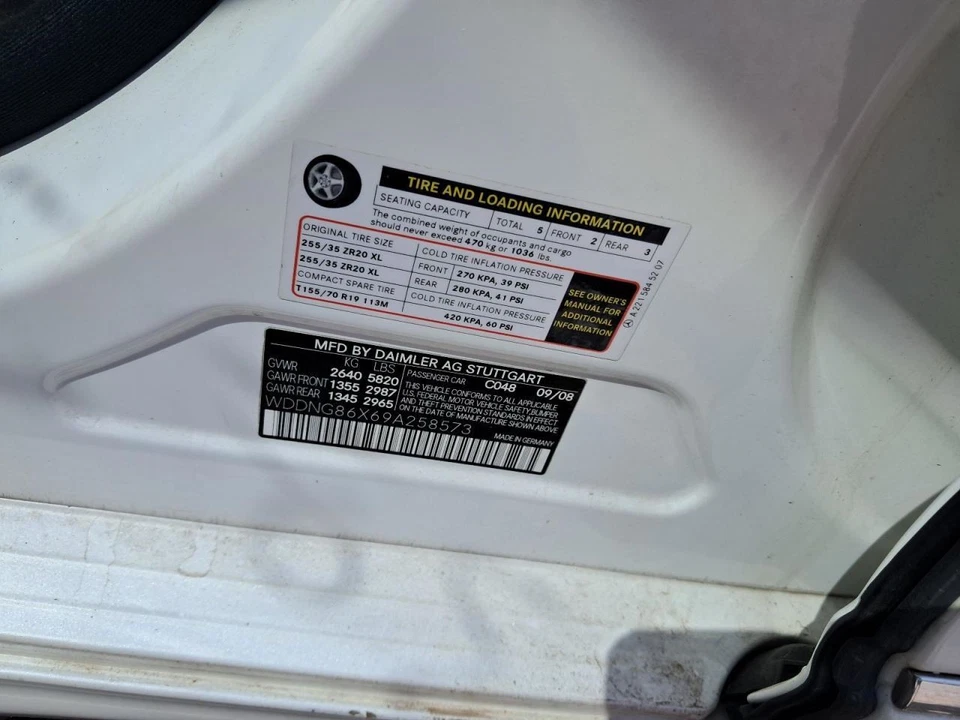 TIRE AND LOADING INFORMATION
SEATING CAPACITY TOTAL 5 FRONT 2 REAR 3
The combined weight of occupants and cargo
should never exceed 470 kg or 1036 lbs.
ORIGINAL TIRE SIZE COLD TIRE INFLATION PRESSURE
255/35 ZR20 XL FRONT 270 KPA, 39 PSI
255/35 ZR20 XL REAR 280 KPA, 41 PSI
COMPACT SPARE TIRE COLD TIRE INFLATION PRESSURE
T155/70 R19 113M 420 KPA, 60 PSI
SEE OWNER'S
MANUAL FOR
ADDITIONAL
INFORMATION
A 221 584 52 07
MFD BY DAIMLER AG STUTTGART
KG LBS
GVWR 2640 5820
GAWR FRONT 1355 2987
GAWR REAR 1345 2965
PASSENGER CAR C048 09/08
THIS VEHICLE CONFORMS TO ALL APPLICABLE
U.S. FEDERAL MOTOR VEHICLE SAFETY,BUMPER
AND THEFT PREVENTION STANDARDS IN EFFECT
ON THE DATE OF MANUFACTURE SHOWN ABOVE
WDDNG86X69A258573
MADE IN GERMANY